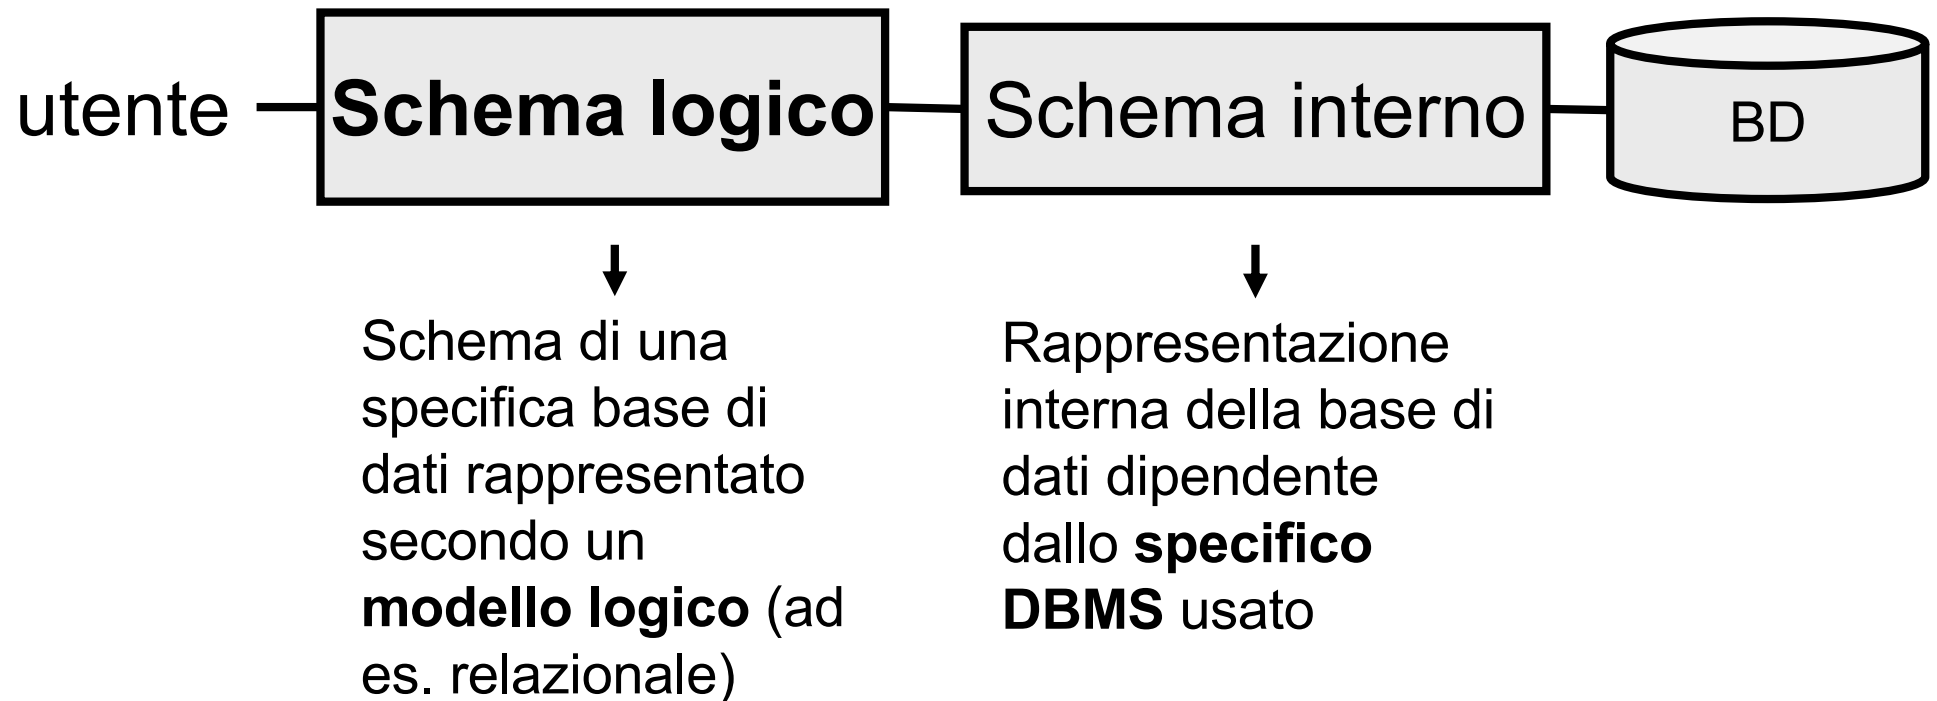 utente
Schema logico
Schema interno
BD
Schema di una
specifica base di
dati rappresentato
secondo un
modello logico (ad
es. relazionale)
Rappresentazione
interna della base di
dati dipendente
dallo specifico
DBMS usato